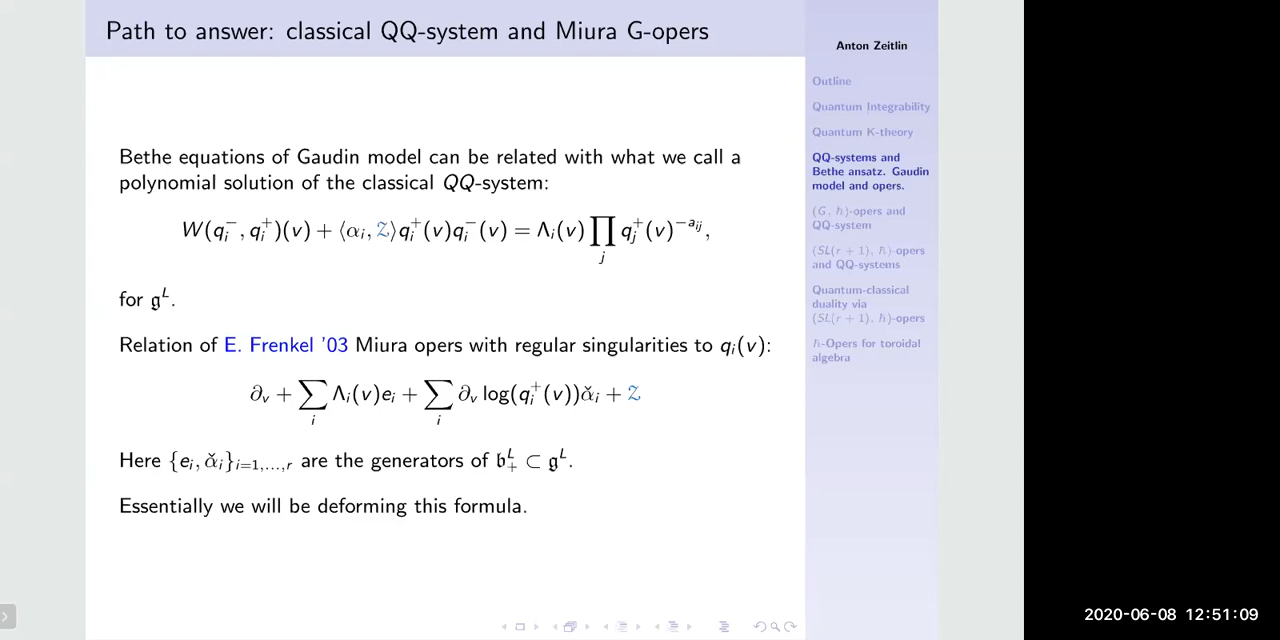 Path to answer: classical QQ-system and Miura G-opers
Bethe equations of Gaudin model can be related with what we call a
polynomial solution of the classical QQ-system:
W(q_i^-, q_i^+)(v) + ⟨α_i, Z⟩q_i^+(v)q_i^-(v) = Λ_i(v) ∏_j q_j^+(v)^{-a_{ij}},
for 𝔤^L.
Relation of E. Frenkel '03 Miura opers with regular singularities to q_i(v):
∂_v + ∑_i Λ_i(v)e_i + ∑_i ∂_v log(q_i^+(v))α̌_i + Z
Here {e_i, α̌_i}_{i=1,...,r} are the generators of 𝔟_+^L ⊂ 𝔤^L.
Essentially we will be deforming this formula.
Anton Zeitlin
Outline
Quantum Integrability
Quantum K-theory
QQ-systems and
Bethe ansatz. Gaudin
model and opers.
(G, ℏ)-opers and
QQ-system
(SL(r + 1), ℏ)-opers
and QQ-systems
Quantum-classical
duality via
(SL(r + 1), ℏ)-opers
ℏ-Opers for toroidal
algebra
2020-06-08 12:51:09